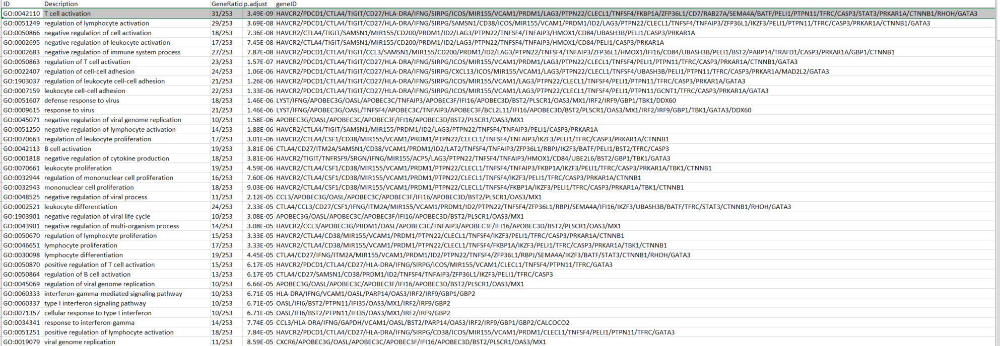 ID Description GeneRatio p.adjust geneID
GO:0042110 T cell activation 31/253 3.49E-09 HAVCR2/PDCD1/CTLA4/TIGIT/CD27/HLA-DRA/IFNG/SIRPG/ICOS/MIR155/VCAM1/PRDM1/LAG3/PTPN22/CLECL1/TNFSF4/FKBP1A/ZFP36L1/CD7/RAB27A/SEMA4A/BATF/PELI1/PTPN11/TFRC/CASP3/STAT3/PRKAR1A/CTNNB1/RHOH/GATA3
GO:0051249 regulation of lymphocyte activation 29/253 3.69E-08 HAVCR2/PDCD1/CTLA4/TIGIT/CD27/HLA-DRA/IFNG/SIRPG/SAMSN1/CD38/ICOS/MIR155/VCAM1/PRDM1/ID2/LAG3/PTPN22/CLECL1/TNFSF4/TNFAIP3/ZFP36L1/IKZF3/PELI1/PTPN11/TFRC/CASP3/PRKAR1A/CTNNB1/GATA3
GO:0050866 negative regulation of cell activation 18/253 7.36E-08 HAVCR2/CTLA4/TIGIT/SAMSN1/MIR155/CD200/PRDM1/ID2/LAG3/PTPN22/TNFSF4/TNFAIP3/HMOX1/CD84/UBASH3B/PELI1/CASP3/PRKAR1A
GO:0002695 negative regulation of leukocyte activation 17/253 7.45E-08 HAVCR2/CTLA4/TIGIT/SAMSN1/MIR155/CD200/PRDM1/ID2/LAG3/PTPN22/TNFSF4/TNFAIP3/HMOX1/CD84/PELI1/CASP3/PRKAR1A
GO:0002683 negative regulation of immune system process 27/253 7.87E-08 HAVCR2/PDCD1/CTLA4/TIGIT/CCL3/SAMSN1/MIR155/CD200/PRDM1/ID2/LAG3/PTPN22/TNFSF4/TNFAIP3/ZFP36L1/HMOX1/IFI16/CD84/UBASH3B/PELI1/BST2/PARP14/TRAFD1/CASP3/PRKAR1A/GBP1/CTNNB1
GO:0050863 regulation of T cell activation 23/253 1.57E-07 HAVCR2/PDCD1/CTLA4/TIGIT/CD27/HLA-DRA/IFNG/SIRPG/ICOS/MIR155/VCAM1/PRDM1/LAG3/PTPN22/CLECL1/TNFSF4/PELI1/PTPN11/TFRC/CASP3/PRKAR1A/CTNNB1/GATA3
GO:0022407 regulation of cell-cell adhesion 24/253 1.06E-06 HAVCR2/PDCD1/CTLA4/TIGIT/CD27/HLA-DRA/IFNG/SIRPG/CXCL13/ICOS/MIR155/VCAM1/LAG3/PTPN22/CLECL1/TNFSF4/UBASH3B/PELI1/PTPN11/TFRC/CASP3/PRKAR1A/MAD2L2/GATA3
GO:1903037 regulation of leukocyte cell-cell adhesion 21/253 1.26E-06 HAVCR2/PDCD1/CTLA4/TIGIT/CD27/HLA-DRA/IFNG/SIRPG/ICOS/MIR155/VCAM1/LAG3/PTPN22/CLECL1/TNFSF4/PELI1/PTPN11/TFRC/CASP3/PRKAR1A/GATA3
GO:0007159 leukocyte cell-cell adhesion 22/253 1.33E-06 HAVCR2/PDCD1/CTLA4/TIGIT/CD27/HLA-DRA/IFNG/SIRPG/ICOS/MIR155/VCAM1/LAG3/PTPN22/CLECL1/TNFSF4/PELI1/PTPN11/GCNT1/TFRC/CASP3/PRKAR1A/GATA3
GO:0051607 defense response to virus 18/253 1.46E-06 LYST/IFNG/APOBEC3G/OASL/APOBEC3C/TNFAIP3/APOBEC3F/IFI16/APOBEC3D/BST2/PLSCR1/OAS3/MX1/IRF2/IRF9/GBP1/TBK1/DDX60
GO:0009615 response to virus 21/253 1.46E-06 LYST/IFNG/APOBEC3G/OASL/TNFSF4/APOBEC3C/TNFAIP3/APOBEC3F/BCL2L11/IFI16/APOBEC3D/BST2/PLSCR1/OAS3/MX1/IRF2/IRF9/GBP1/TBK1/GATA3/DDX60
GO:0045071 negative regulation of viral genome replication 10/253 1.58E-06 APOBEC3G/OASL/APOBEC3C/APOBEC3F/IFI16/APOBEC3D/BST2/PLSCR1/OAS3/MX1
GO:0051250 negative regulation of lymphocyte activation 14/253 1.88E-06 HAVCR2/CTLA4/TIGIT/SAMSN1/MIR155/PRDM1/ID2/LAG3/PTPN22/TNFSF4/TNFAIP3/PELI1/CASP3/PRKAR1A
GO:0070663 regulation of leukocyte proliferation 17/253 3.01E-06 HAVCR2/CTLA4/CSF1/CD38/MIR155/VCAM1/PRDM1/PTPN22/CLECL1/TNFSF4/TNFAIP3/IKZF3/PELI1/TFRC/CASP3/PRKAR1A/CTNNB1
GO:0042113 B cell activation 19/253 3.81E-06 CTLA4/CD27/ITM2A/SAMSN1/CD38/VCAM1/PRDM1/ID2/LAT2/TNFSF4/TNFAIP3/ZFP36L1/RBPJ/IKZF3/BATF/PELI1/BST2/TFRC/CASP3
GO:0001818 negative regulation of cytokine production 18/253 3.81E-06 HAVCR2/TIGIT/TNFRSF9/SRGN/IFNG/MIR155/ACP5/LAG3/PTPN22/TNFSF4/TNFAIP3/HMOX1/CD84/UBE2L6/BST2/GBP1/TBK1/GATA3
GO:0070661 leukocyte proliferation 19/253 4.59E-06 HAVCR2/CTLA4/CSF1/CD38/MIR155/VCAM1/PRDM1/PTPN22/CLECL1/TNFSF4/TNFAIP3/FKBP1A/IKZF3/PELI1/TFRC/CASP3/PRKAR1A/TBK1/CTNNB1
GO:0032944 regulation of mononuclear cell proliferation 16/253 7.60E-06 HAVCR2/CTLA4/CSF1/CD38/MIR155/VCAM1/PRDM1/PTPN22/CLECL1/TNFSF4/IKZF3/PELI1/TFRC/CASP3/PRKAR1A/CTNNB1
GO:0032943 mononuclear cell proliferation 18/253 9.03E-06 HAVCR2/CTLA4/CSF1/CD38/MIR155/VCAM1/PRDM1/PTPN22/CLECL1/TNFSF4/FKBP1A/IKZF3/PELI1/TFRC/CASP3/PRKAR1A/TBK1/CTNNB1
GO:0048525 negative regulation of viral process 11/253 2.12E-05 CCL3/APOBEC3G/OASL/APOBEC3C/APOBEC3F/IFI16/APOBEC3D/BST2/PLSCR1/OAS3/MX1
GO:0002521 leukocyte differentiation 24/253 2.33E-05 CTLA4/CCL3/CD27/CSF1/IFNG/ITM2A/MIR155/VCAM1/PRDM1/ID2/PTPN22/TNFSF4/ZFP36L1/RBPJ/SEMA4A/IFI16/IKZF3/UBASH3B/BATF/TFRC/STAT3/CTNNB1/RHOH/GATA3
GO:1903901 negative regulation of viral life cycle 10/253 3.08E-05 APOBEC3G/OASL/APOBEC3C/APOBEC3F/IFI16/APOBEC3D/BST2/PLSCR1/OAS3/MX1
GO:0043901 negative regulation of multi-organism process 14/253 3.08E-05 HAVCR2/CCL3/APOBEC3G/PRDM1/OASL/APOBEC3C/TNFAIP3/APOBEC3F/IFI16/APOBEC3D/BST2/PLSCR1/OAS3/MX1
GO:0050670 regulation of lymphocyte proliferation 15/253 3.33E-05 HAVCR2/CTLA4/CD38/MIR155/VCAM1/PRDM1/PTPN22/CLECL1/TNFSF4/IKZF3/PELI1/TFRC/CASP3/PRKAR1A/CTNNB1
GO:0046651 lymphocyte proliferation 17/253 3.33E-05 HAVCR2/CTLA4/CD38/MIR155/VCAM1/PRDM1/PTPN22/CLECL1/TNFSF4/FKBP1A/IKZF3/PELI1/TFRC/CASP3/PRKAR1A/TBK1/CTNNB1
GO:0030098 lymphocyte differentiation 19/253 4.45E-05 CTLA4/CD27/IFNG/ITM2A/MIR155/VCAM1/PRDM1/ID2/PTPN22/TNFSF4/ZFP36L1/RBPJ/SEMA4A/IKZF3/BATF/STAT3/CTNNB1/RHOH/GATA3
GO:0050870 positive regulation of T cell activation 15/253 6.17E-05 HAVCR2/PDCD1/CTLA4/CD27/HLA-DRA/IFNG/SIRPG/ICOS/MIR155/VCAM1/CLECL1/TNFSF4/PTPN11/TFRC/GATA3
GO:0050864 regulation of B cell activation 13/253 6.17E-05 CTLA4/CD27/SAMSN1/CD38/PRDM1/ID2/TNFSF4/TNFAIP3/ZFP36L1/IKZF3/PELI1/TFRC/CASP3
GO:0045069 regulation of viral genome replication 10/253 6.66E-05 APOBEC3G/OASL/APOBEC3C/APOBEC3F/IFI16/APOBEC3D/BST2/PLSCR1/OAS3/MX1
GO:0060333 interferon-gamma-mediated signaling pathway 10/253 6.71E-05 HLA-DRA/IFNG/VCAM1/OASL/PARP14/OAS3/IRF2/IRF9/GBP1/GBP2
GO:0060337 type I interferon signaling pathway 10/253 6.71E-05 OASL/IFI6/BST2/PTPN11/IFI35/OAS3/MX1/IRF2/IRF9/GBP2
GO:0071357 cellular response to type I interferon 10/253 6.71E-05 OASL/IFI6/BST2/PTPN11/IFI35/OAS3/MX1/IRF2/IRF9/GBP2
GO:0034341 response to interferon-gamma 14/253 7.74E-05 CCL3/HLA-DRA/IFNG/GAPDH/VCAM1/OASL/BST2/PARP14/OAS3/IRF2/IRF9/GBP1/GBP2/CALCOCO2
GO:0051251 positive regulation of lymphocyte activation 18/253 7.84E-05 HAVCR2/PDCD1/CTLA4/CD27/HLA-DRA/IFNG/SIRPG/CD38/ICOS/MIR155/VCAM1/PRDM1/CLECL1/TNFSF4/PELI1/PTPN11/TFRC/GATA3
GO:0019079 viral genome replication 11/253 8.59E-05 CXCR6/APOBEC3G/OASL/APOBEC3C/APOBEC3F/IFI16/APOBEC3D/BST2/PLSCR1/OAS3/MX1